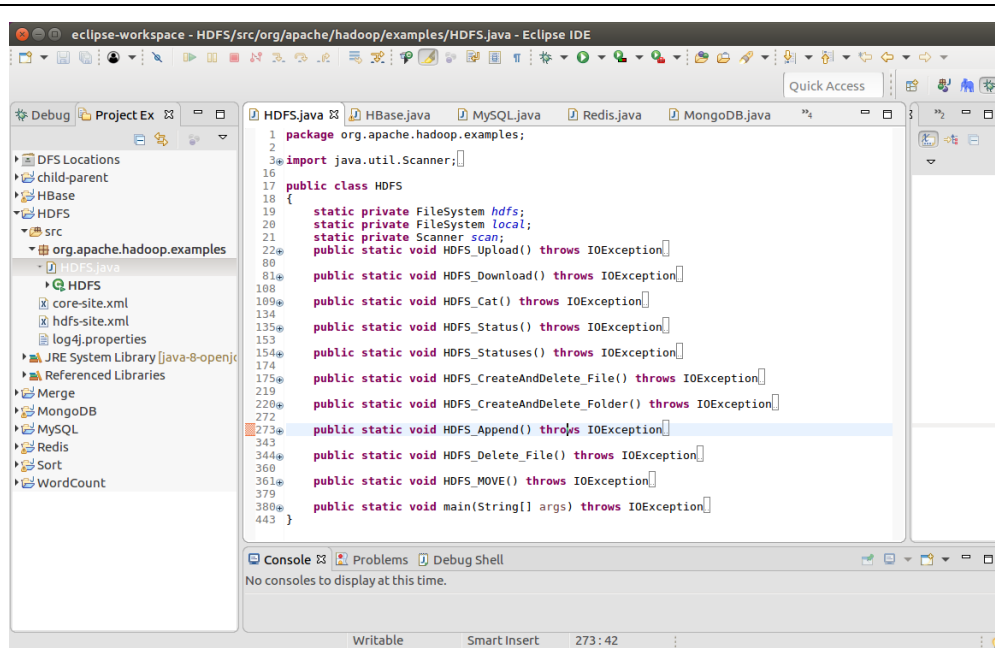 eclipse-workspace - HDFS/src/org/apache/hadoop/examples/HDFS.java - Eclipse IDE
Quick Access
Debug Project Ex
HDFS.java HBase.java MySQL.java Redis.java MongoDB.java »4
»2
DFS Locations
child-parent
HBase
HDFS
src
org.apache.hadoop.examples
HDFS.java
HDFS
core-site.xml
hdfs-site.xml
log4j.properties
JRE System Library [java-8-openj
Referenced Libraries
Merge
MongoDB
MySQL
Redis
Sort
WordCount
1 package org.apache.hadoop.examples;
2
3 import java.util.Scanner;
16
17 public class HDFS
18 {
19 static private FileSystem hdfs;
20 static private FileSystem local;
21 static private Scanner scan;
22 public static void HDFS_Upload() throws IOException
80
81 public static void HDFS_Download() throws IOException
108
109 public static void HDFS_Cat() throws IOException
134
135 public static void HDFS_Status() throws IOException
153
154 public static void HDFS_Statuses() throws IOException
174
175 public static void HDFS_CreateAndDelete_File() throws IOException
219
220 public static void HDFS_CreateAndDelete_Folder() throws IOException
272
273 public static void HDFS_Append() throws IOException
343
344 public static void HDFS_Delete_File() throws IOException
360
361 public static void HDFS_MOVE() throws IOException
379
380 public static void main(String[] args) throws IOException
443 }
Console Problems Debug Shell
No consoles to display at this time.
Writable Smart Insert 273:42